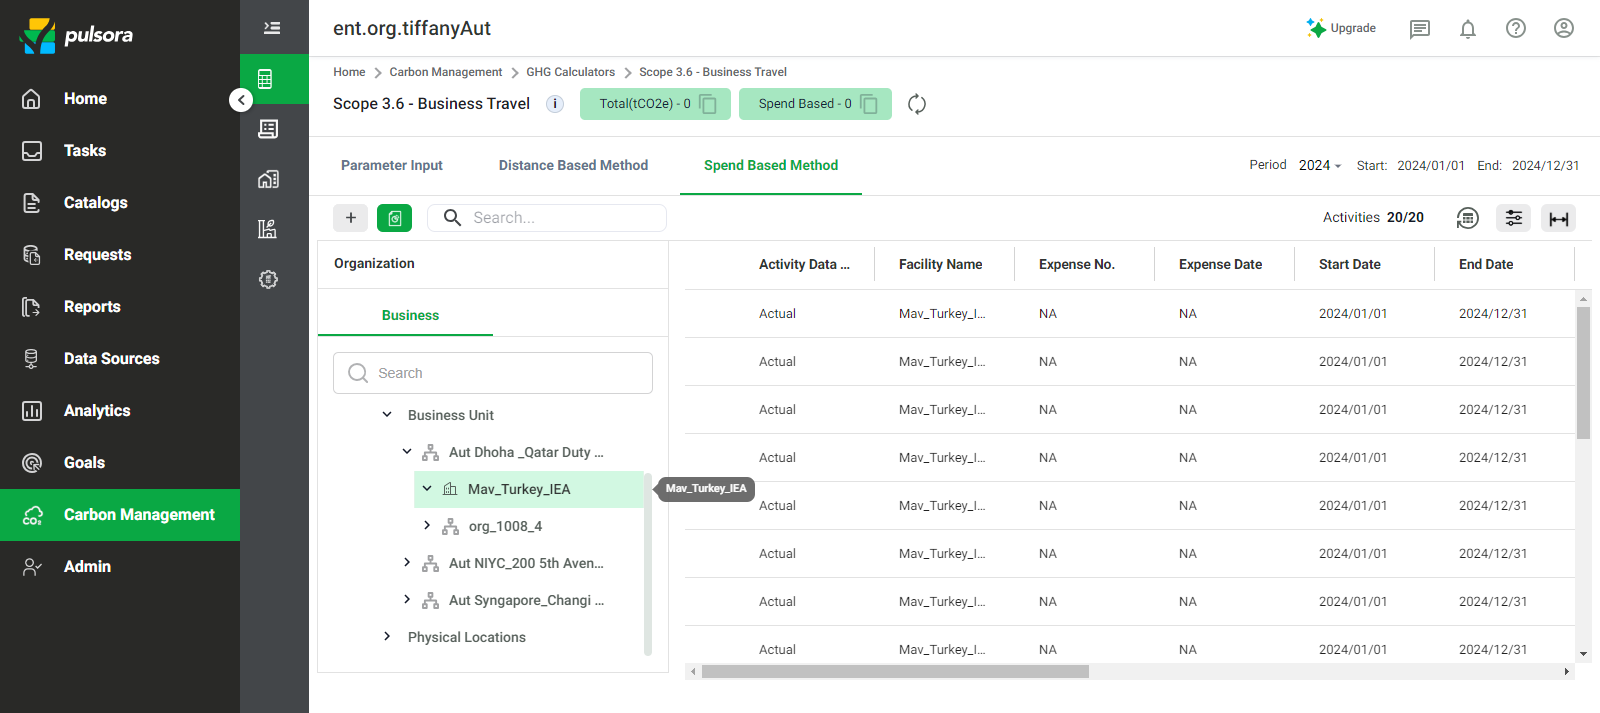 pulsora
ent.org.tiffanyAut
Upgrade
Home
Tasks
Catalogs
Requests
Reports
Data Sources
Analytics
Goals
Carbon Management
Admin
Home > Carbon Management > GHG Calculators > Scope 3.6 - Business Travel
Scope 3.6 - Business Travel i Total(tCO2e) - 0 Spend Based - 0
Parameter Input Distance Based Method Spend Based Method Period 2024 Start: 2024/01/01 End: 2024/12/31
+ Search... Activities 20/20
Organization
Business
Search
Business Unit
Aut Dhoha _Qatar Duty ...
Mav_Turkey_IEA
Mav_Turkey_IEA
org_1008_4
Aut NIYC_200 5th Aven...
Aut Syngapore_Changi ...
Physical Locations
Activity Data ... Facility Name Expense No. Expense Date Start Date End Date
Actual Mav_Turkey_I... NA NA 2024/01/01 2024/12/31
Actual Mav_Turkey_I... NA NA 2024/01/01 2024/12/31
Actual Mav_Turkey_I... NA NA 2024/01/01 2024/12/31
Actual Mav_Turkey_I... NA NA 2024/01/01 2024/12/31
Actual Mav_Turkey_I... NA NA 2024/01/01 2024/12/31
Actual Mav_Turkey_I... NA NA 2024/01/01 2024/12/31
Actual Mav_Turkey_I... NA NA 2024/01/01 2024/12/31
Actual Mav_Turkey_I... NA NA 2024/01/01 2024/12/31